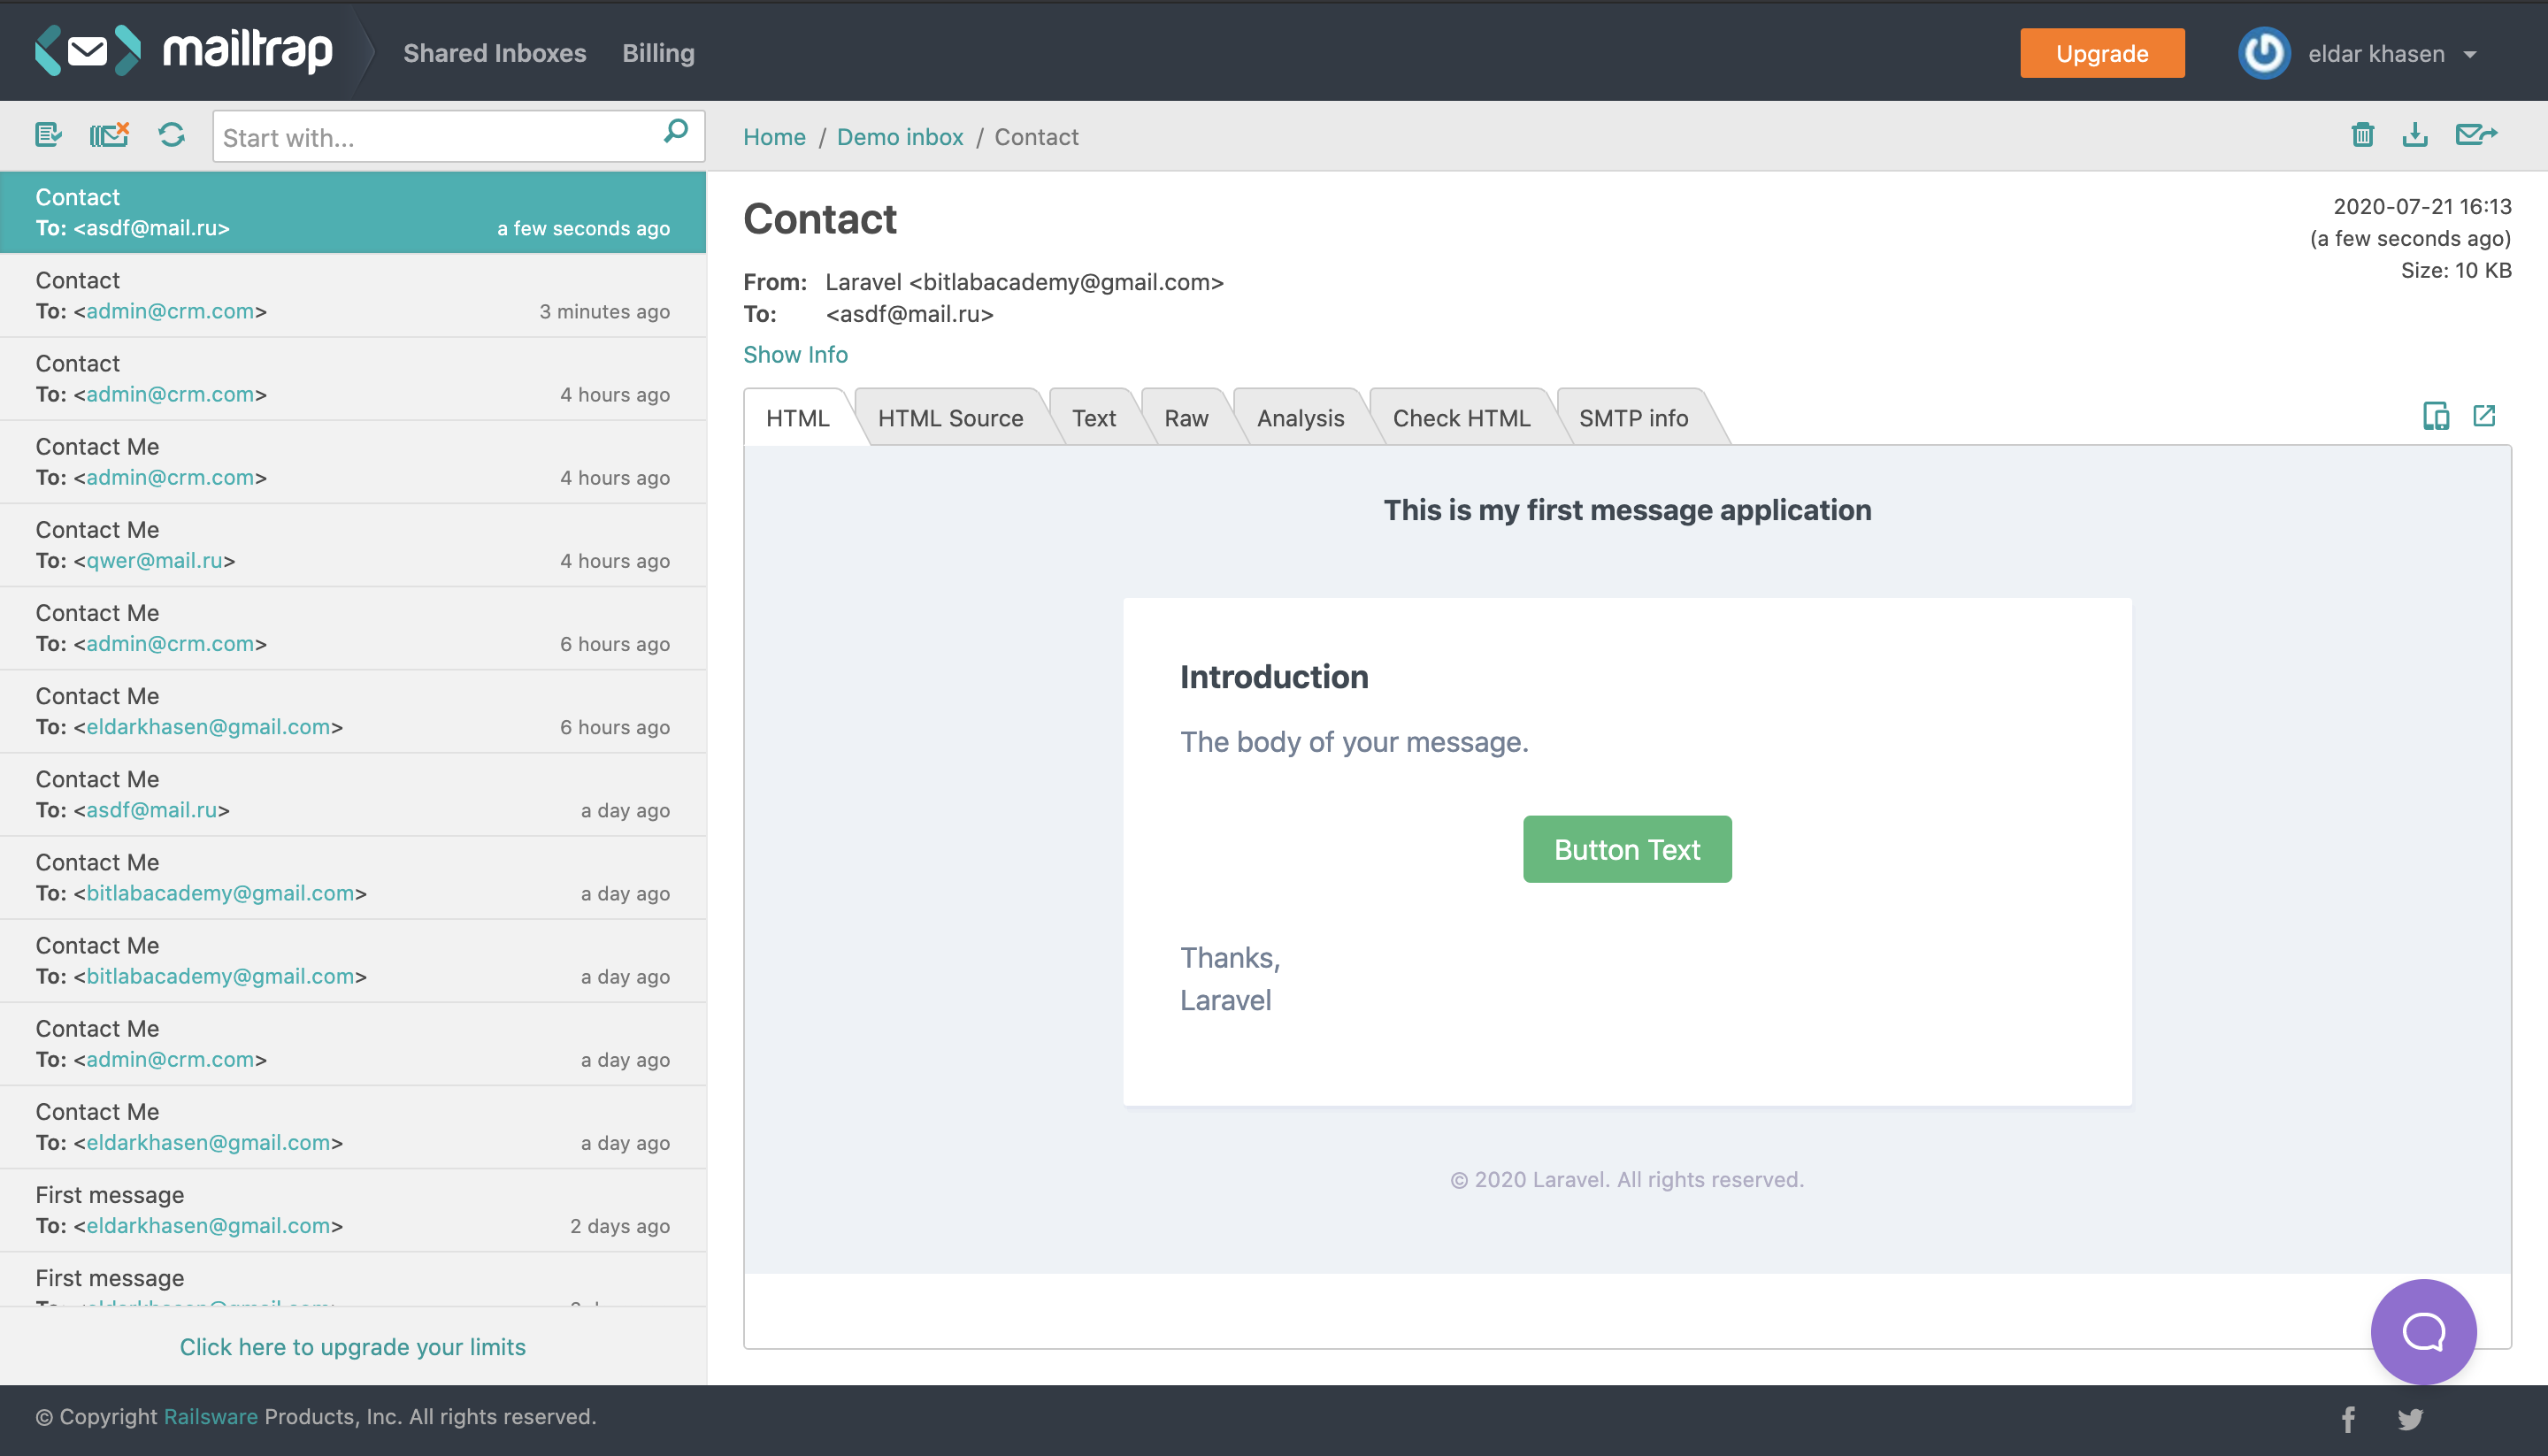 mailtrap
Shared Inboxes
Billing
Upgrade
eldar khasen
Start with...
Home / Demo inbox / Contact
Contact
To: <asdf@mail.ru> a few seconds ago
Contact
To: <admin@crm.com> 3 minutes ago
Contact
To: <admin@crm.com> 4 hours ago
Contact Me
To: <admin@crm.com> 4 hours ago
Contact Me
To: <qwer@mail.ru> 4 hours ago
Contact Me
To: <admin@crm.com> 6 hours ago
Contact Me
To: <eldarkhasen@gmail.com> 6 hours ago
Contact Me
To: <asdf@mail.ru> a day ago
Contact Me
To: <bitlabacademy@gmail.com> a day ago
Contact Me
To: <bitlabacademy@gmail.com> a day ago
Contact Me
To: <admin@crm.com> a day ago
Contact Me
To: <eldarkhasen@gmail.com> a day ago
First message
To: <eldarkhasen@gmail.com> 2 days ago
First message
Click here to upgrade your limits
Contact
2020-07-21 16:13
(a few seconds ago)
Size: 10 KB
From: Laravel <bitlabacademy@gmail.com>
To: <asdf@mail.ru>
Show Info
HTML
HTML Source
Text
Raw
Analysis
Check HTML
SMTP info
This is my first message application
Introduction
The body of your message.
Button Text
Thanks,
Laravel
© 2020 Laravel. All rights reserved.
© Copyright Railsware Products, Inc. All rights reserved.